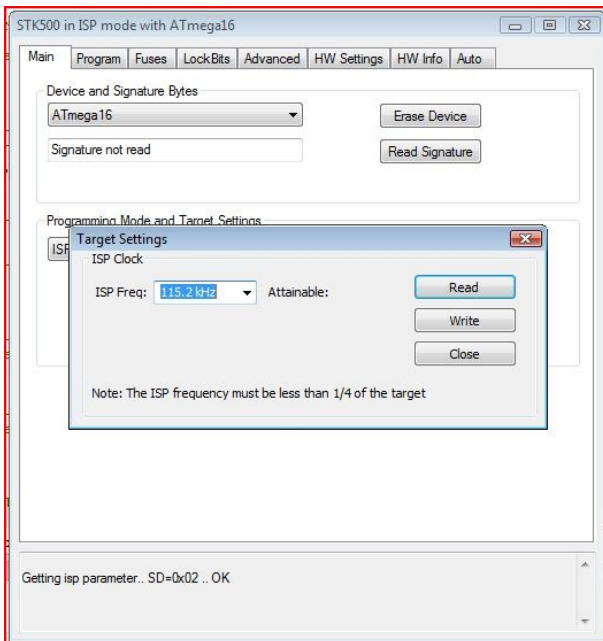 STK500 in ISP mode with ATmega16
Main Program Fuses LockBits Advanced HW Settings HW Info Auto
Device and Signature Bytes
ATmega16 Erase Device
Signature not read Read Signature
Programming Mode and Target Settings
ISP
Target Settings
ISP Clock
ISP Freq: 115.2 kHz Attainable: Read
Write
Close
Note: The ISP frequency must be less than 1/4 of the target
Getting isp parameter.. SD=0x02 .. OK